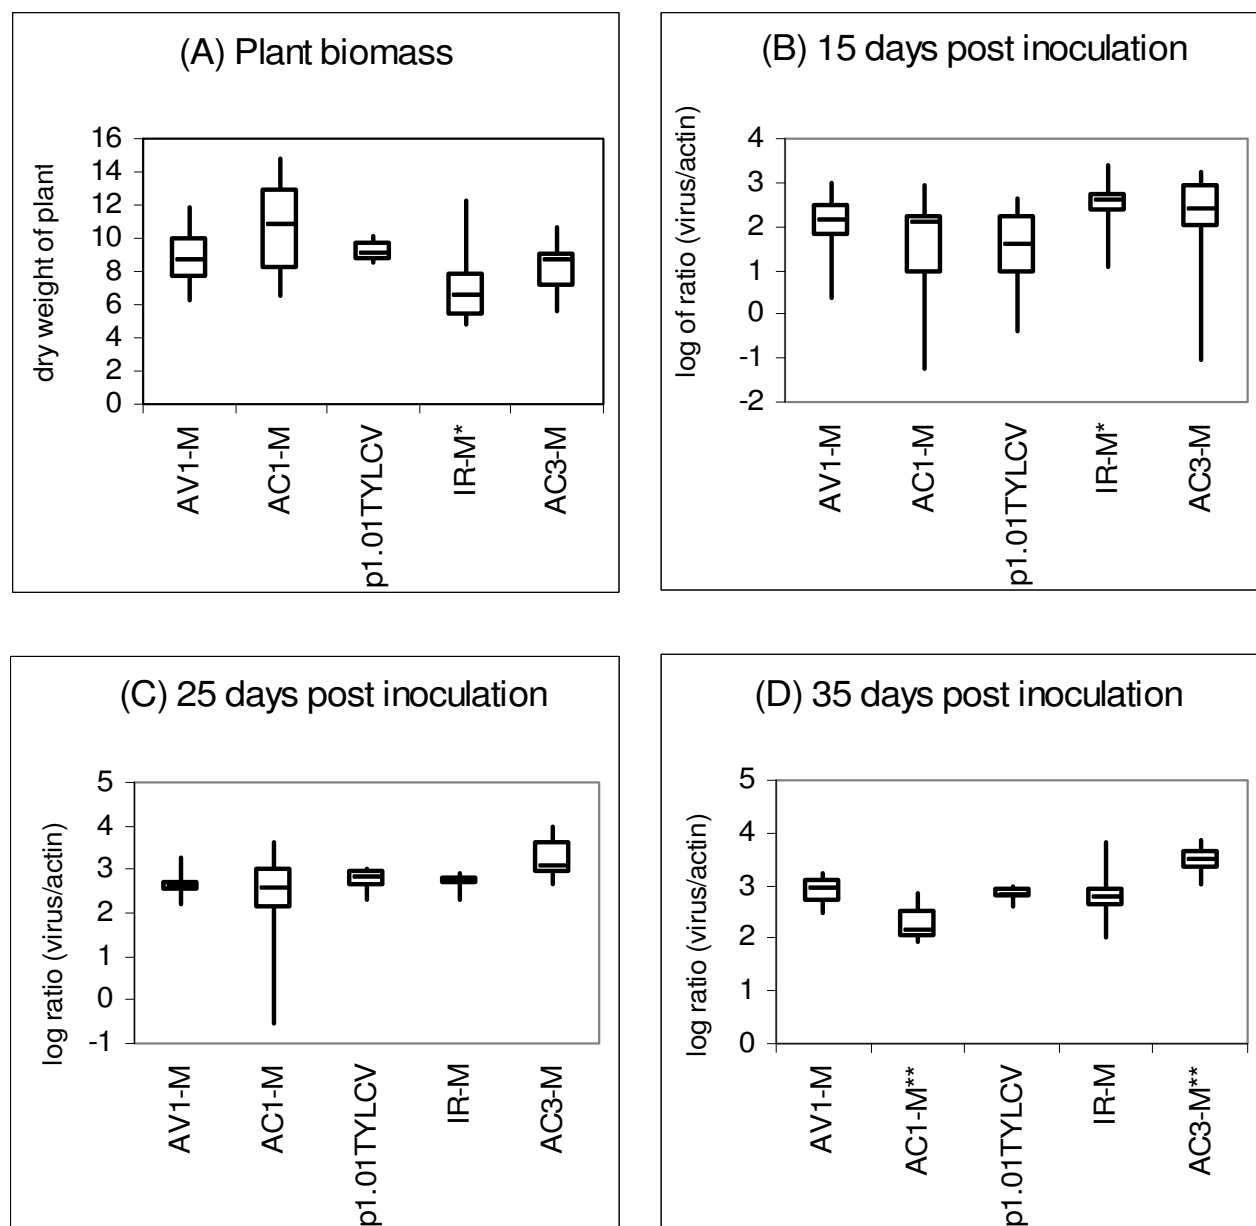 (A) Plant biomass
dry weight of plant
16
14
12
10
8
6
4
2
0
AV1-M
AC1-M
p1.01TYLCV
IR-M*
AC3-M
(B) 15 days post inoculation
log of ratio (virus/actin)
4
3
2
1
0
-1
-2
AV1-M
AC1-M
p1.01TYLCV
IR-M*
AC3-M
(C) 25 days post inoculation
log ratio (virus/actin)
5
4
3
2
1
0
-1
AV1-M
AC1-M
p1.01TYLCV
IR-M
AC3-M
(D) 35 days post inoculation
log ratio (virus/actin)
5
4
3
2
1
0
AV1-M
AC1-M**
p1.01TYLCV
IR-M
AC3-M**